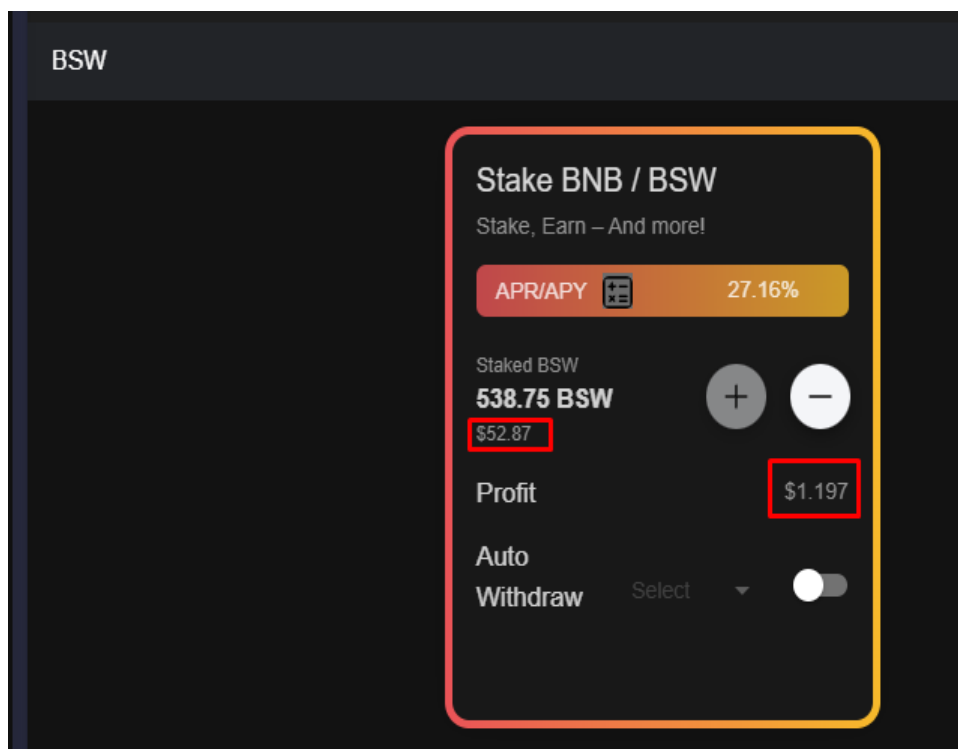 BSW
Stake BNB / BSW
Stake, Earn – And more!
APR/APY 27.16%
Staked BSW
538.75 BSW
$52.87
Profit $1.197
Auto
Withdraw Select